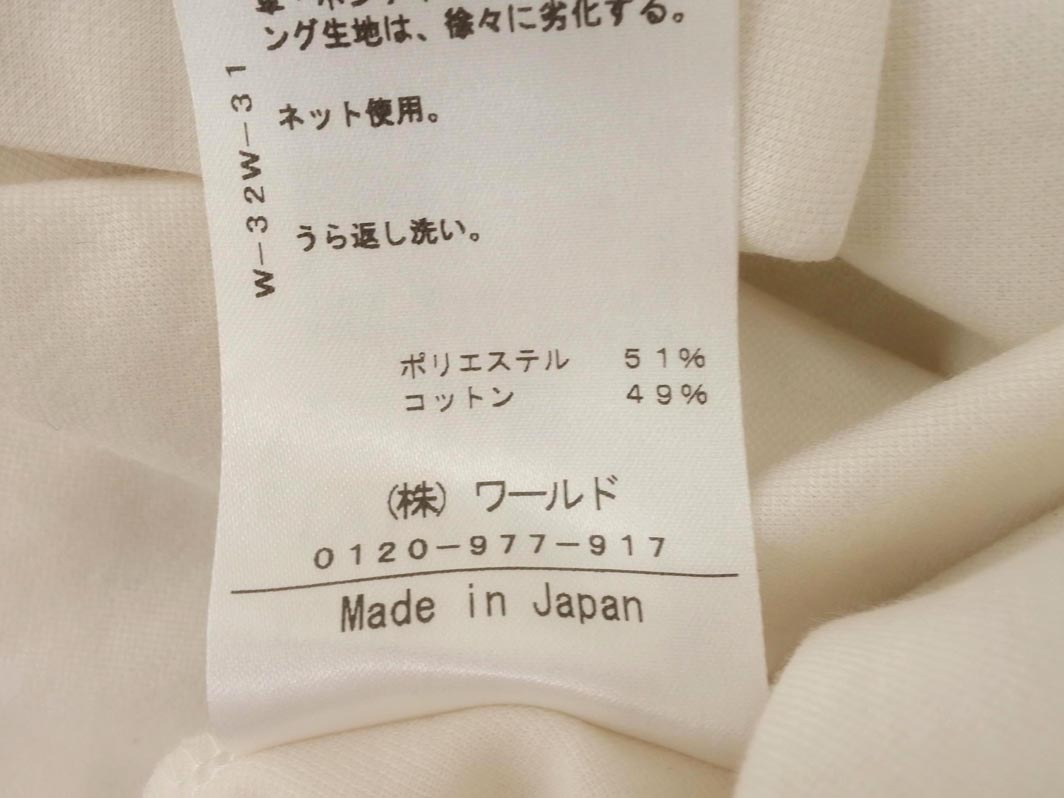 ング生地は、徐々に劣化する。
ネット使用。
うら返し洗い。
W-32W-31
ポリエステル 51%
コットン 49%
(株)ワールド
0120-977-917
Made in Japan